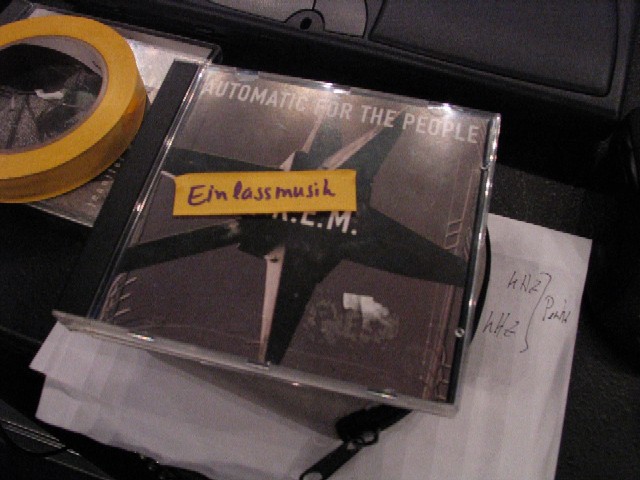 AUTOMATIC FOR THE PEOPLE
Einlassmusik
R.E.M.